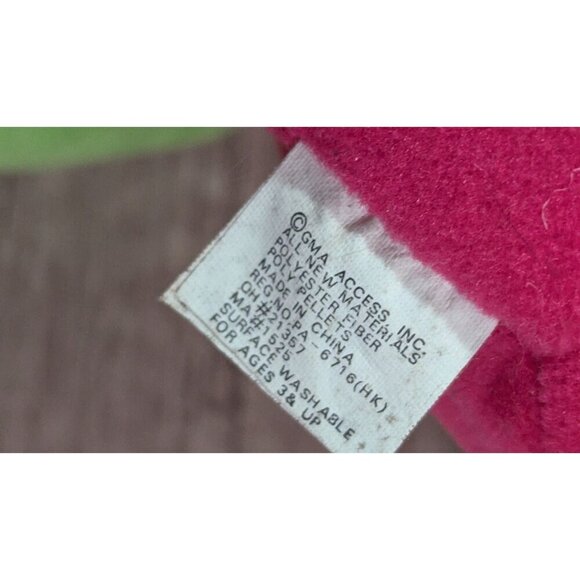 ©GMA ACCESS, INC.
ALL NEW MATERIALS
POLYESTER FIBER
POLY PELLETS
MADE IN CHINA
REG.NO.PA-6716(HK)
OH #21357
MA#1525
SURFACE WASHABLE
FOR AGES 3& UP